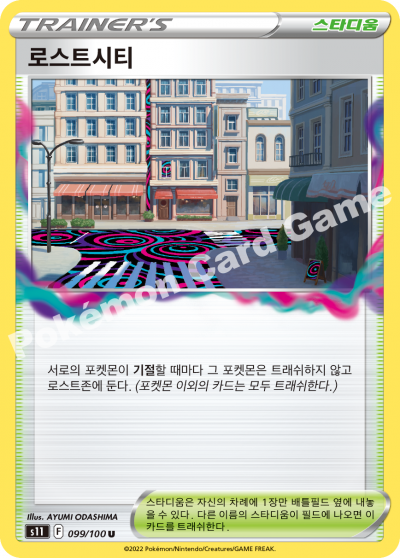 TRAINER'S
스타디움
로스트시티
Pokémon Card Game
서로의 포켓몬이 기절할 때마다 그 포켓몬은 트래쉬하지 않고
로스트존에 둔다. (포켓몬 이외의 카드는 모두 트래쉬한다.)
Illus. AYUMI ODASHIMA
s11 F 099/100 U
스타디움은 자신의 차례에 1장만 배틀필드 옆에 내놓
을 수 있다. 다른 이름의 스타디움이 필드에 나오면 이
카드를 트래쉬한다.
©2022 Pokémon/Nintendo/Creatures/GAME FREAK.